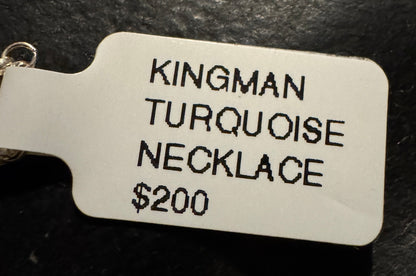 KINGMAN
TURQUOISE
NECKLACE
$200